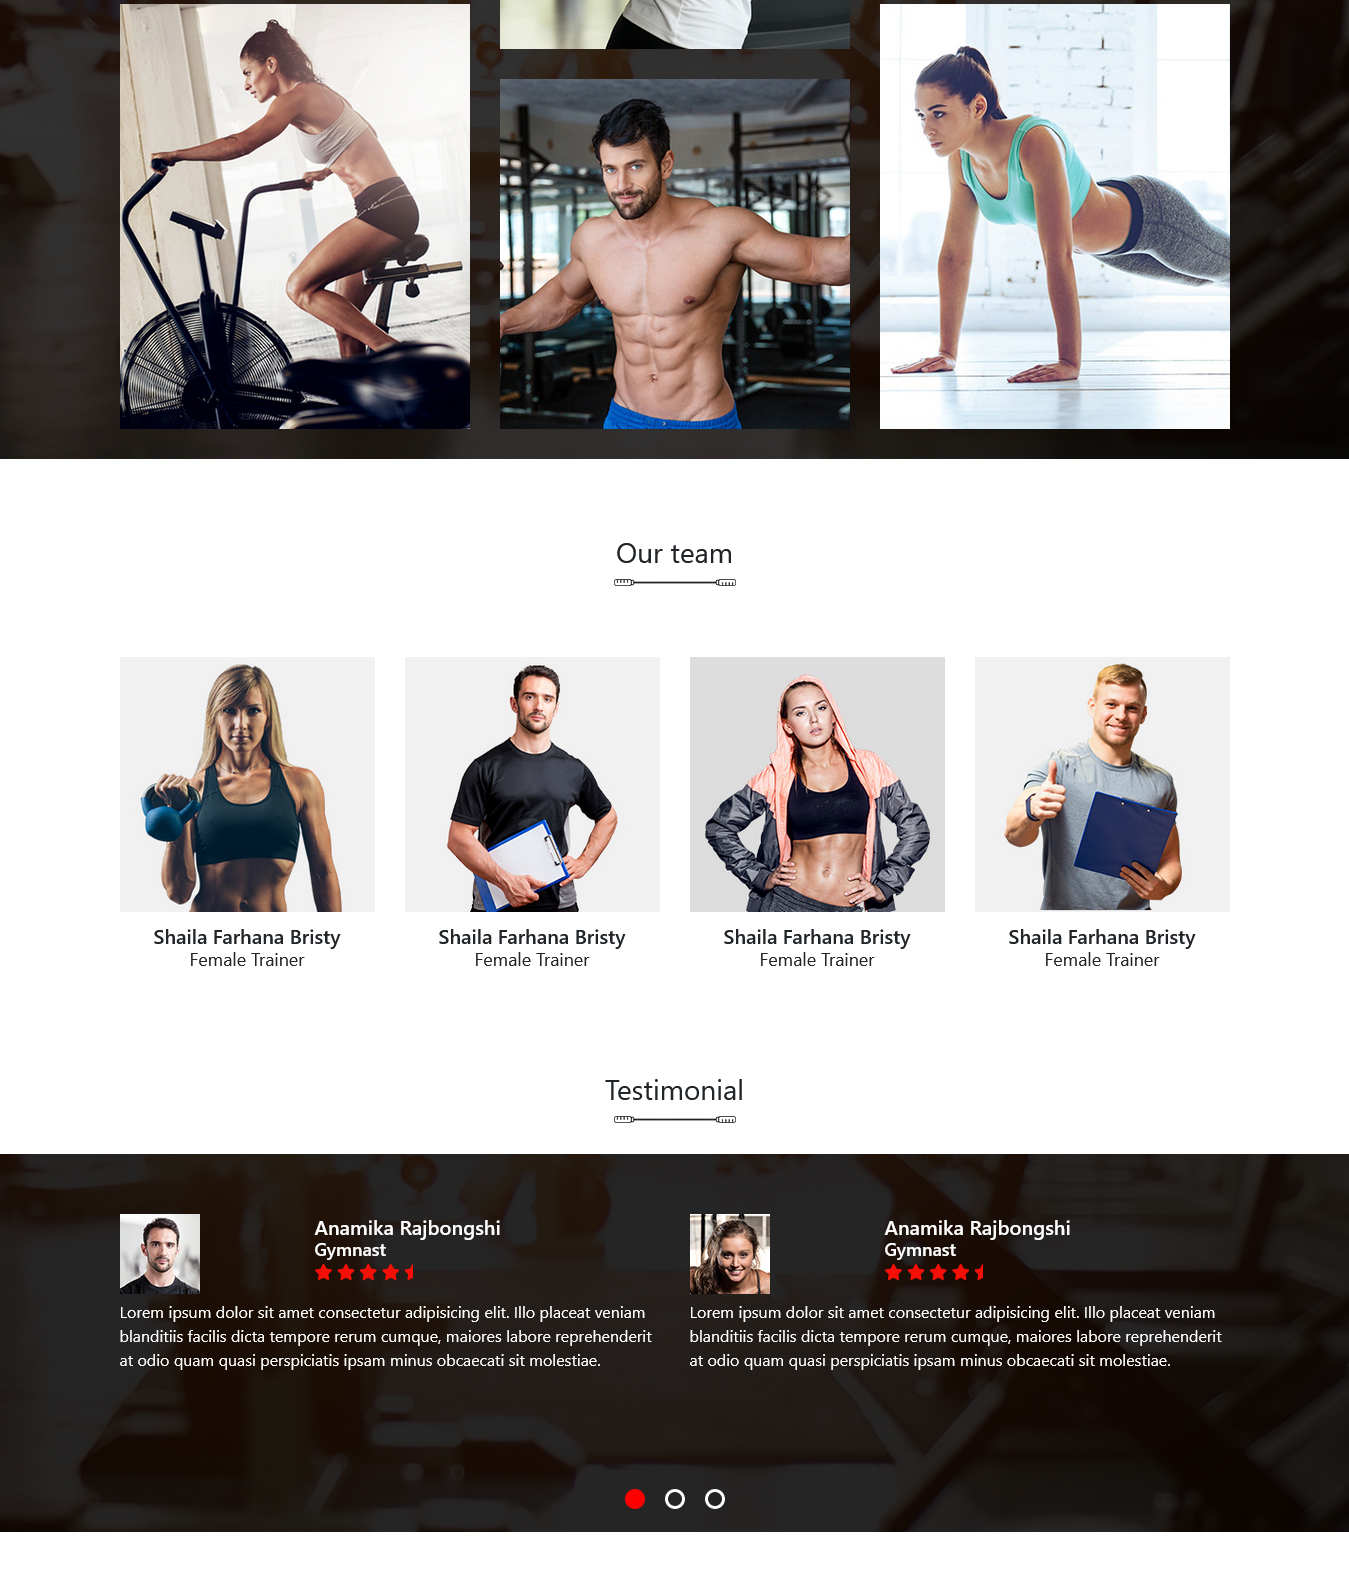 Our team
Shaila Farhana Bristy
Female Trainer
Shaila Farhana Bristy
Female Trainer
Shaila Farhana Bristy
Female Trainer
Shaila Farhana Bristy
Female Trainer
Testimonial
Anamika Rajbongshi
Gymnast
Lorem ipsum dolor sit amet consectetur adipisicing elit. Illo placeat veniam
blanditiis facilis dicta tempore rerum cumque, maiores labore reprehenderit
at odio quam quasi perspiciatis ipsam minus obcaecati sit molestiae.
Anamika Rajbongshi
Gymnast
Lorem ipsum dolor sit amet consectetur adipisicing elit. Illo placeat veniam
blanditiis facilis dicta tempore rerum cumque, maiores labore reprehenderit
at odio quam quasi perspiciatis ipsam minus obcaecati sit molestiae.